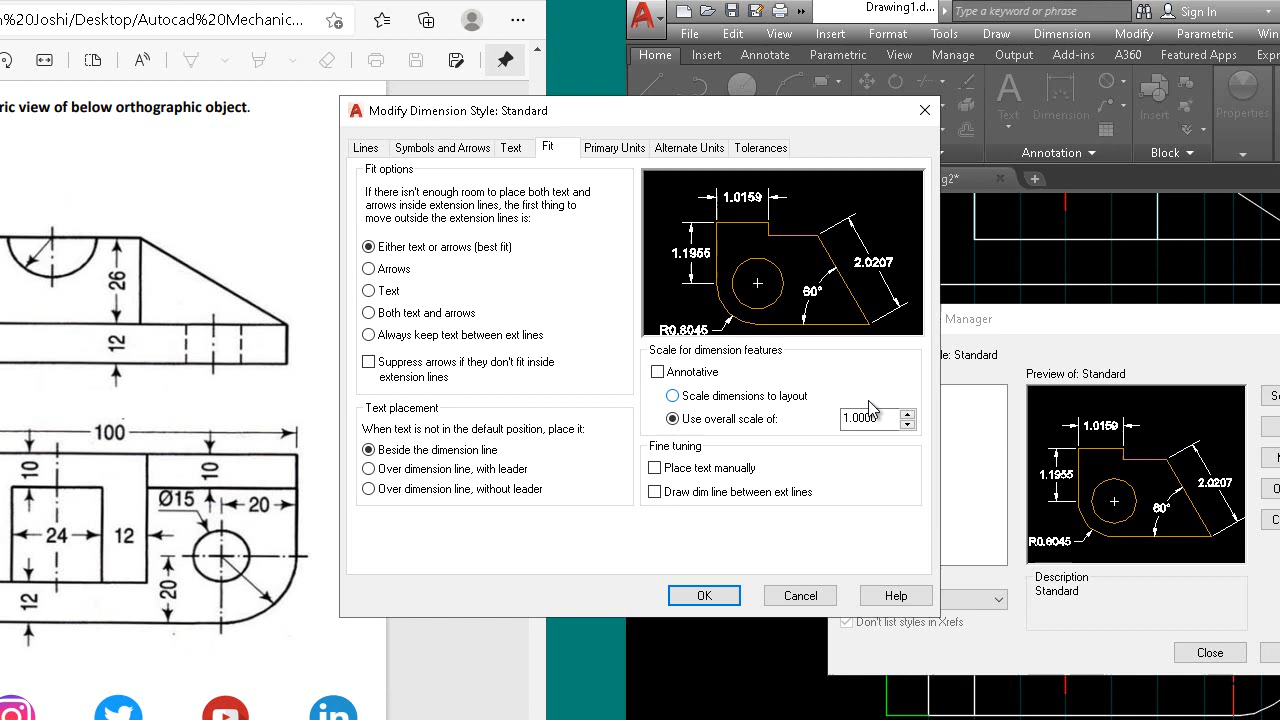 n%20Joshi/Desktop/Autocad%20Mechanic...
ric view of below orthographic object.
26
12
100
10
10
Ø15
20
24
12
20
12
Drawing1.d...
Type a keyword or phrase
Sign In
File Edit View Insert Format Tools Draw Dimension Modify Parametric Win
Home Insert Annotate Parametric View Manage Output Add-ins A360 Featured Apps Expr
Text
Dimension
Insert
Properties
Annotation
Block
g2*
Modify Dimension Style: Standard
Lines
Symbols and Arrows
Text
Fit
Primary Units
Alternate Units
Tolerances
Fit options
If there isn't enough room to place both text and
arrows inside extension lines, the first thing to
move outside the extension lines is:
Either text or arrows (best fit)
Arrows
Text
Both text and arrows
Always keep text between ext lines
Suppress arrows if they don't fit inside
extension lines
Text placement
When text is not in the default position, place it:
Beside the dimension line
Over dimension line, with leader
Over dimension line, without leader
1.0159
1.1955
2.0207
60°
R0.8045
Scale for dimension features
Annotative
Scale dimensions to layout
Use overall scale of:
1.0000
Fine tuning
Place text manually
Draw dim line between ext lines
OK
Cancel
Help
Manager
le: Standard
Preview of: Standard
1.0159
1.1955
2.0207
60°
R0.8045
Description
Standard
Don't list styles in Xrefs
Close